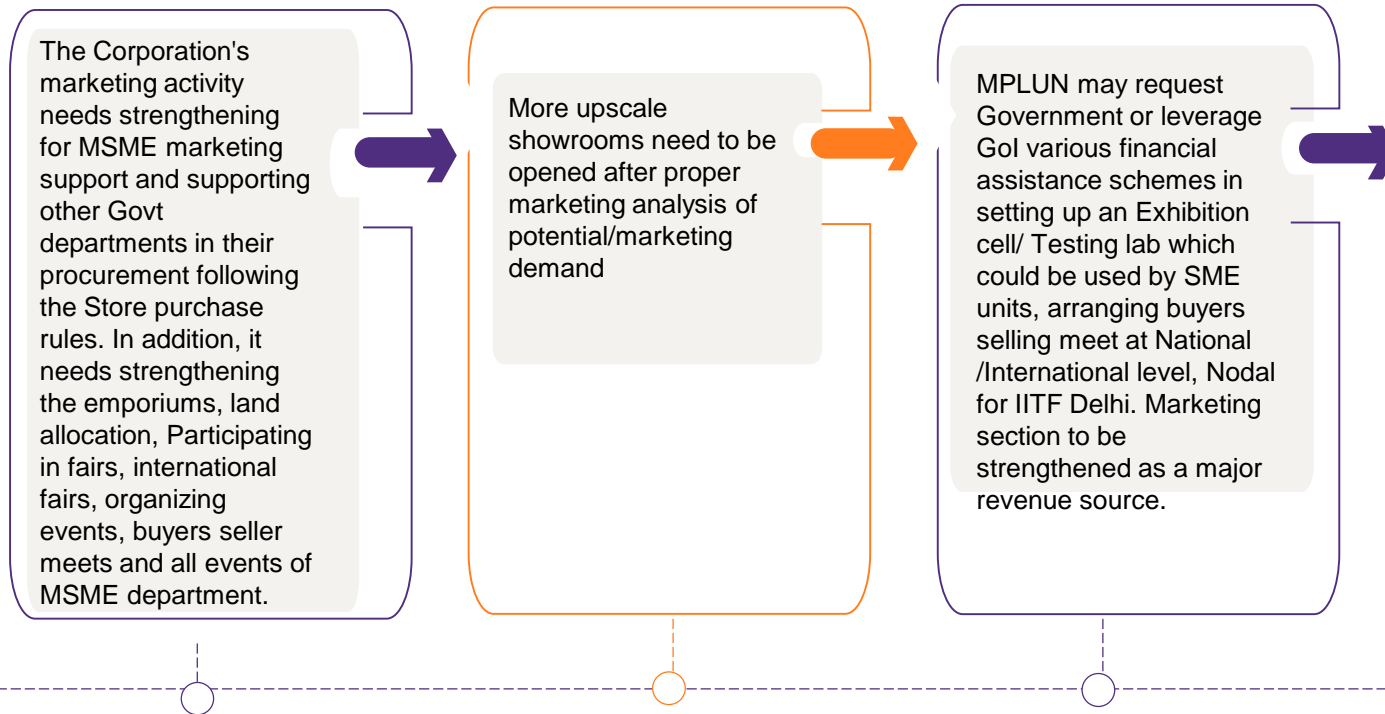 The Corporation's
marketing activity
needs strengthening
for MSME marketing
support and supporting
other Govt
departments in their
procurement following
the Store purchase
rules. In addition, it
needs strengthening
the emporiums, land
allocation, Participating
in fairs, international
fairs, organizing
events, buyers seller
meets and all events of
MSME department.
More upscale
showrooms need to be
opened after proper
marketing analysis of
potential/marketing
demand
MPLUN may request
Government or leverage
GoI various financial
assistance schemes in
setting up an Exhibition
cell/ Testing lab which
could be used by SME
units, arranging buyers
selling meet at National
/International level, Nodal
for IITF Delhi. Marketing
section to be
strengthened as a major
revenue source.